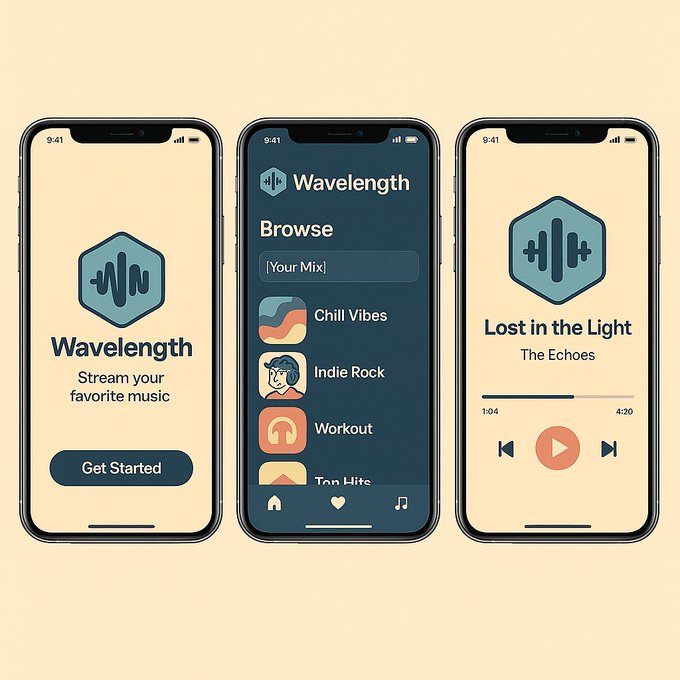 9:41
Wavelength
Stream your
favorite music
Get Started
9:41
Wavelength
Browse
[Your Mix]
Chill Vibes
Indie Rock
Workout
Top Hits
9:41
Lost in the Light
The Echoes
1:04
4:20